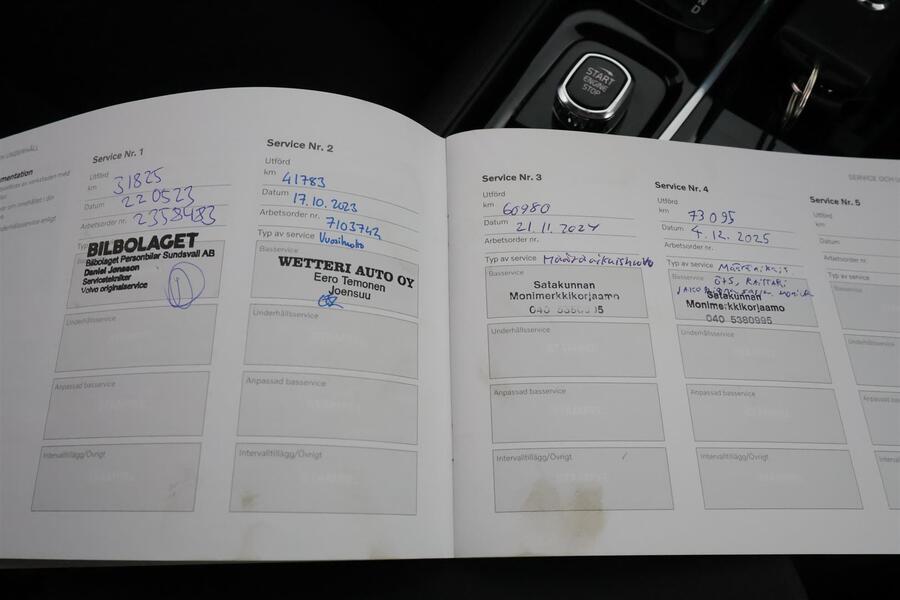 START
ENGINE
STOP
D
Service Nr. 1
Utförd
km 31825
Datum 220523
Arbetsorder nr. 2358483
BILBOLAGET
Bilbolaget Personbilar Sundsvall AB
Daniel Jonasson
Servicetekniker
Volvo originalservice
Underhållsservice
Anpassad basservice
Intervalltillägg/Övrigt
Service Nr. 2
Utförd
km 41783
Datum 17.10.2023
Arbetsorder nr. 7103742
Typ av service Vuosihuolto
Basservice
WETTERI AUTO OY
Eero Temonen
Joensuu
Underhållsservice
Anpassad basservice
Intervalltillägg/Övrigt
Service Nr. 3
Utförd
km 60980
Datum 21.11.2024
Arbetsorder nr.
Typ av service Määräaikaishuolto
Basservice
Satakunnan
Monimerkkikorjaamo
Underhållsservice
Anpassad basservice
Intervalltillägg/Övrigt
SERVICE OCH
Service Nr. 4
Utförd
km 73095
Datum 4.12.2025
Arbetsorder nr.
Typ av service
Basservice
Satakunnan
Monimerkkikorjaamo
040 5380995
Underhållsservice
Anpassad basservice
Intervalltillägg/Övrigt
Service Nr. 5
Utförd
km
Datum
Arbetsorder nr.
Typ av service
Basservice